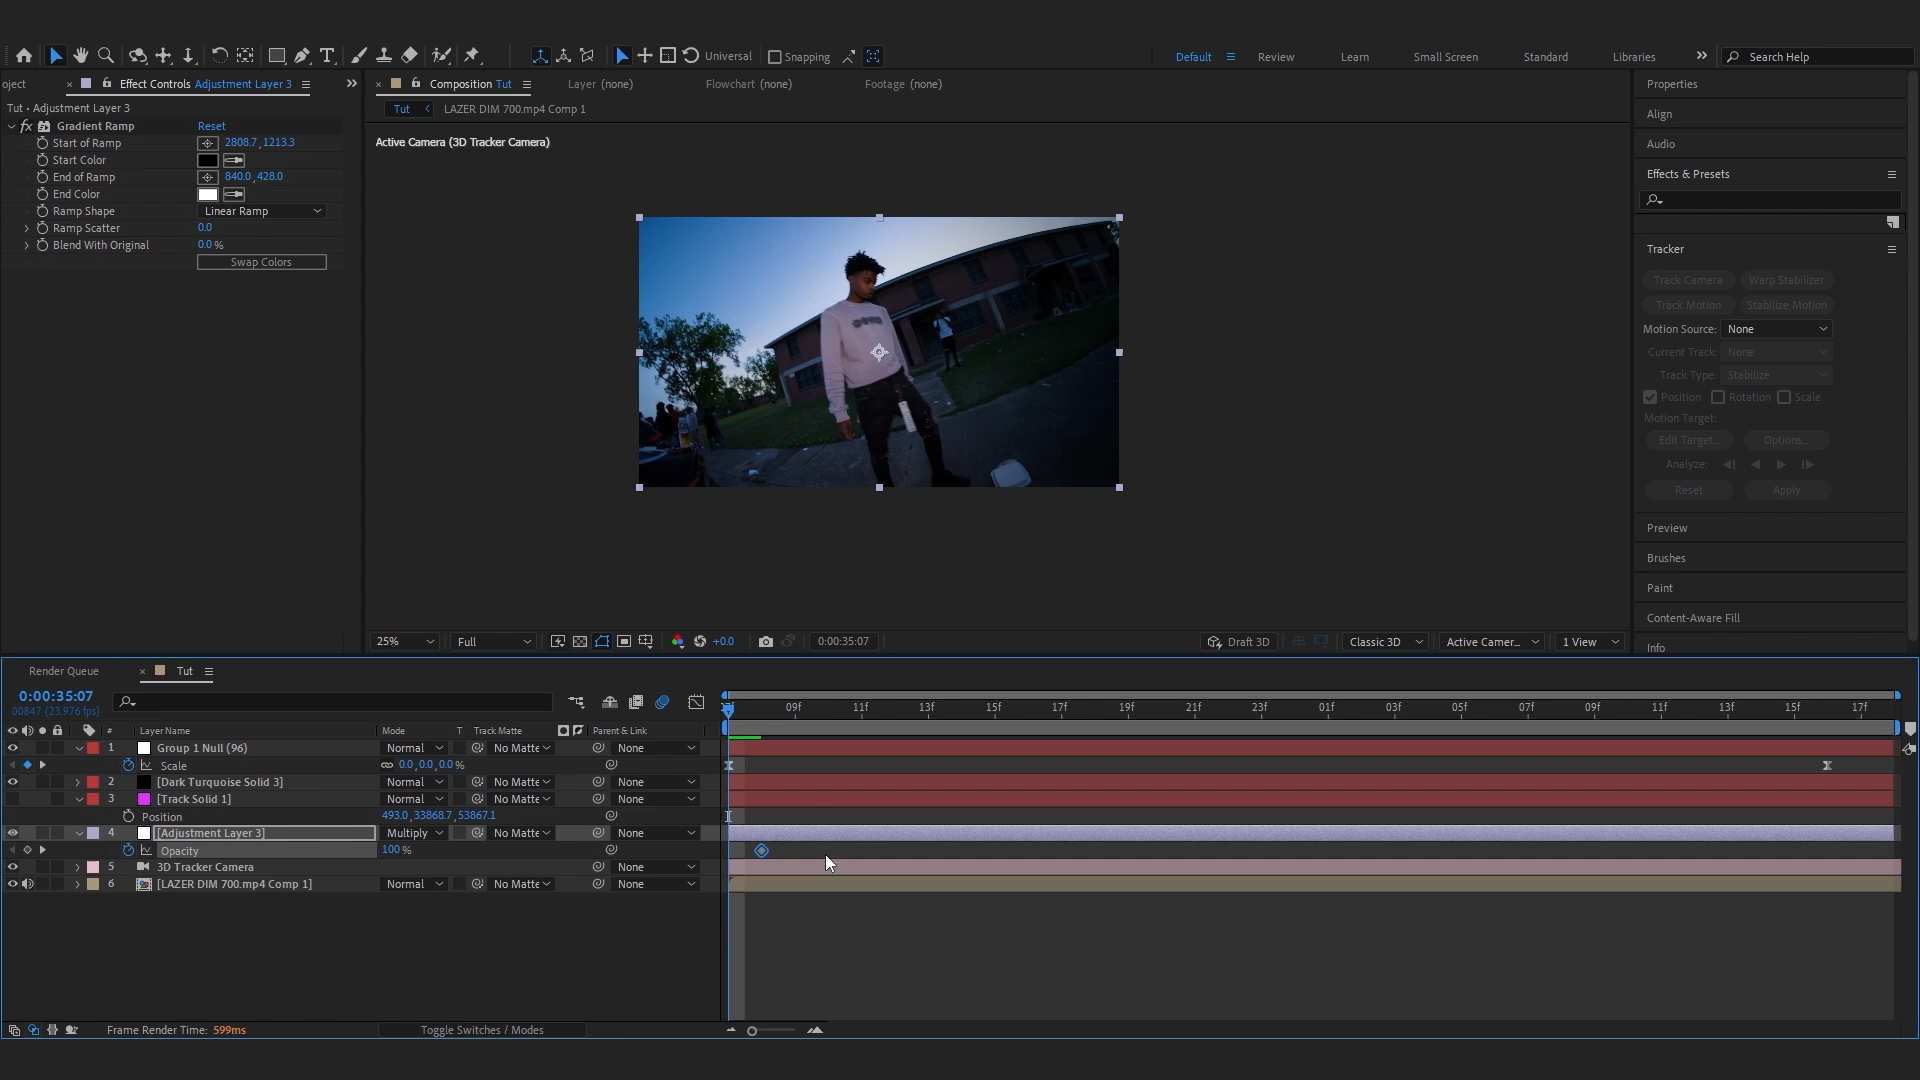 Universal
Snapping
Default
Review
Learn
Small Screen
Standard
Libraries
Search Help
oject
Effect Controls Adjustment Layer 3
Composition Tut
Layer (none)
Flowchart (none)
Footage (none)
Properties
Tut • Adjustment Layer 3
Tut
LAZER DIM 700.mp4 Comp 1
Align
fx Gradient Ramp
Reset
Active Camera (3D Tracker Camera)
Audio
Start of Ramp
2808.7, 1213.3
Start Color
End of Ramp
840.0, 428.0
Effects & Presets
End Color
Ramp Shape
Linear Ramp
Ramp Scatter
0.0
Blend With Original
0.0 %
Tracker
Swap Colors
Track Camera
Warp Stabilizer
Track Motion
Stabilize Motion
Motion Source: None
Current Track: None
Track Type: Stabilize
Position
Rotation
Scale
Motion Target:
Edit Target...
Options...
Analyze:
Reset
Apply
Preview
Brushes
Paint
Content-Aware Fill
Info
25%
Full
+0.0
0:00:35:07
Draft 3D
Classic 3D
Active Camer...
1 View
Render Queue
Tut
0:00:35:07
00847 (23.976 fps)
09f
11f
13f
15f
17f
19f
21f
23f
01f
03f
05f
07f
09f
11f
13f
15f
17f
#
Layer Name
Mode
T
Track Matte
Parent & Link
1
Group 1 Null (96)
Normal
No Matte
None
Scale
0.0, 0.0, 0.0 %
2
[Dark Turquoise Solid 3]
Normal
No Matte
None
3
[Track Solid 1]
Normal
No Matte
None
Position
493.0, 33868.7, 53867.1
4
[Adjustment Layer 3]
Multiply
No Matte
None
Opacity
100 %
5
3D Tracker Camera
None
6
[LAZER DIM 700.mp4 Comp 1]
Normal
No Matte
None
Frame Render Time: 599ms
Toggle Switches / Modes